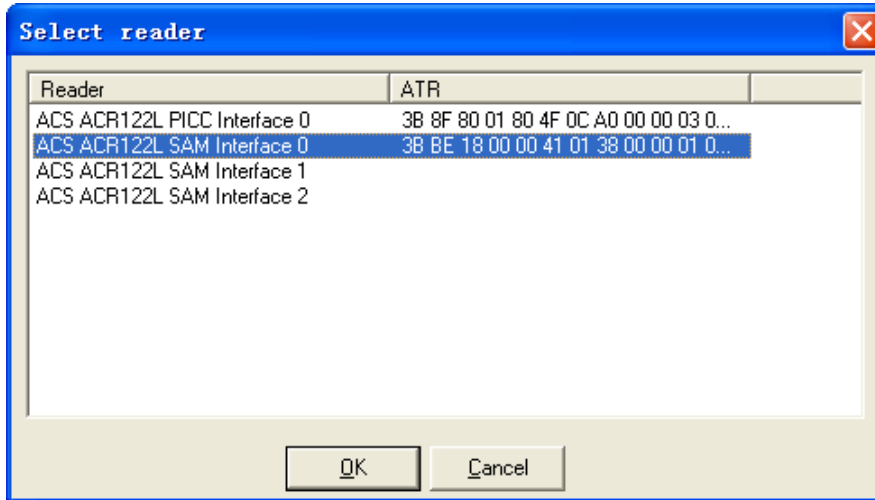 Select reader
Reader ATR
ACS ACR122L PICC Interface 0 3B 8F 80 01 80 4F 0C A0 00 00 03 0...
ACS ACR122L SAM Interface 0 3B BE 18 00 00 41 01 38 00 00 01 0...
ACS ACR122L SAM Interface 1
ACS ACR122L SAM Interface 2
OK Cancel